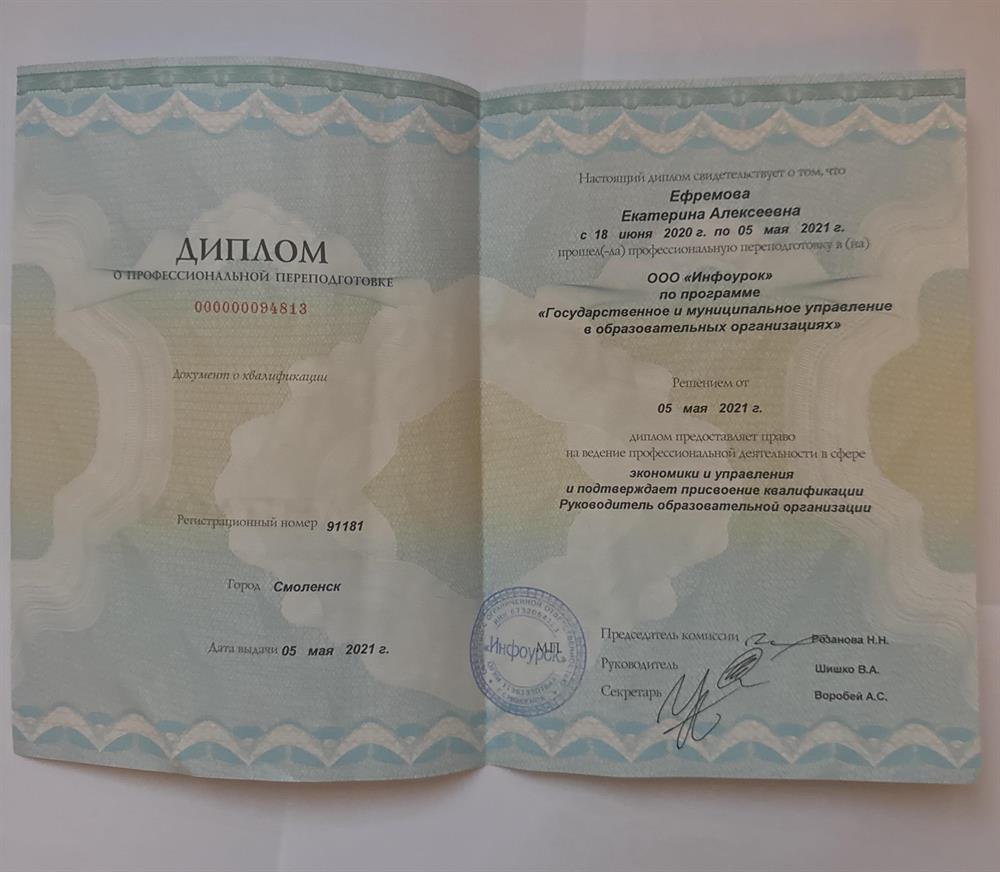 ДИПЛОМ
О ПРОФЕССИОНАЛЬНОЙ ПЕРЕПОДГОТОВКЕ
000000094813
Документ о квалификации
Регистрационный номер 91181
Город Смоленск
Дата выдачи 05 мая 2021 г.
Настоящий диплом свидетельствует о том, что
Ефремова
Екатерина Алексеевна
с 18 июня 2020 г. по 05 мая 2021 г.
прошел(-ла) профессиональную переподготовку в (на)
ООО «Инфоурок»
по программе
«Государственное и муниципальное управление
в образовательных организациях»
Решением от
05 мая 2021 г.
диплом предоставляет право
на ведение профессиональной деятельности в сфере
экономики и управления
и подтверждает присвоение квалификации
Руководитель образовательной организации
«Инфоурок»
М.П.
Председатель комиссии Розанова Н.Н.
Руководитель Шишко В.А.
Секретарь Воробей А.С.